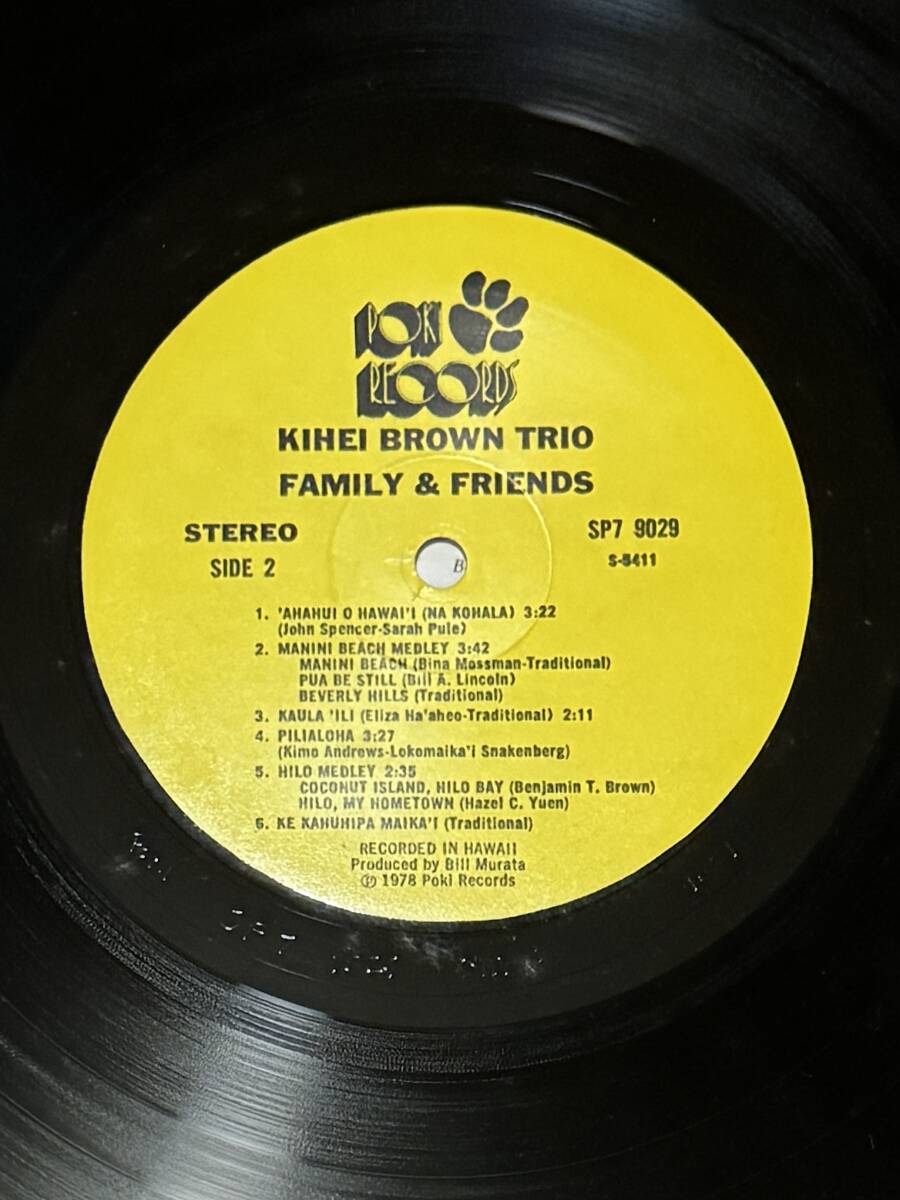 POKI
RECORDS
KIHEI BROWN TRIO
FAMILY & FRIENDS
STEREO
SP7 9029
SIDE 2
S-5411
B
1. 'AHAHUI O HAWAI'I (NA KOHALA) 3:22
(John Spencer-Sarah Pule)
2. MANINI BEACH MEDLEY 3:42
MANINI BEACH (Bina Mossman-Traditional)
PUA BE STILL (Bill A. Lincoln)
BEVERLY HILLS (Traditional)
3. KAULA 'ILI (Eliza Ha'aheo-Traditional) 2:11
4. PILIALOHA 3:27
(Kimo Andrews-Lokomaika'i Snakenberg)
5. HILO MEDLEY 2:35
COCONUT ISLAND, HILO BAY (Benjamin T. Brown)
HILO, MY HOMETOWN (Hazel C. Yuen)
6. KE KAHUHIPA MAIKA'I (Traditional)
RECORDED IN HAWAII
Produced by Bill Murata
℗ 1978 Poki Records